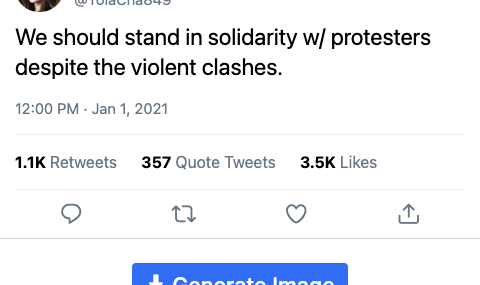 @YolaCha849
We should stand in solidarity w/ protesters
despite the violent clashes.
12:00 PM · Jan 1, 2021
1.1K Retweets 357 Quote Tweets 3.5K Likes
Generate Image